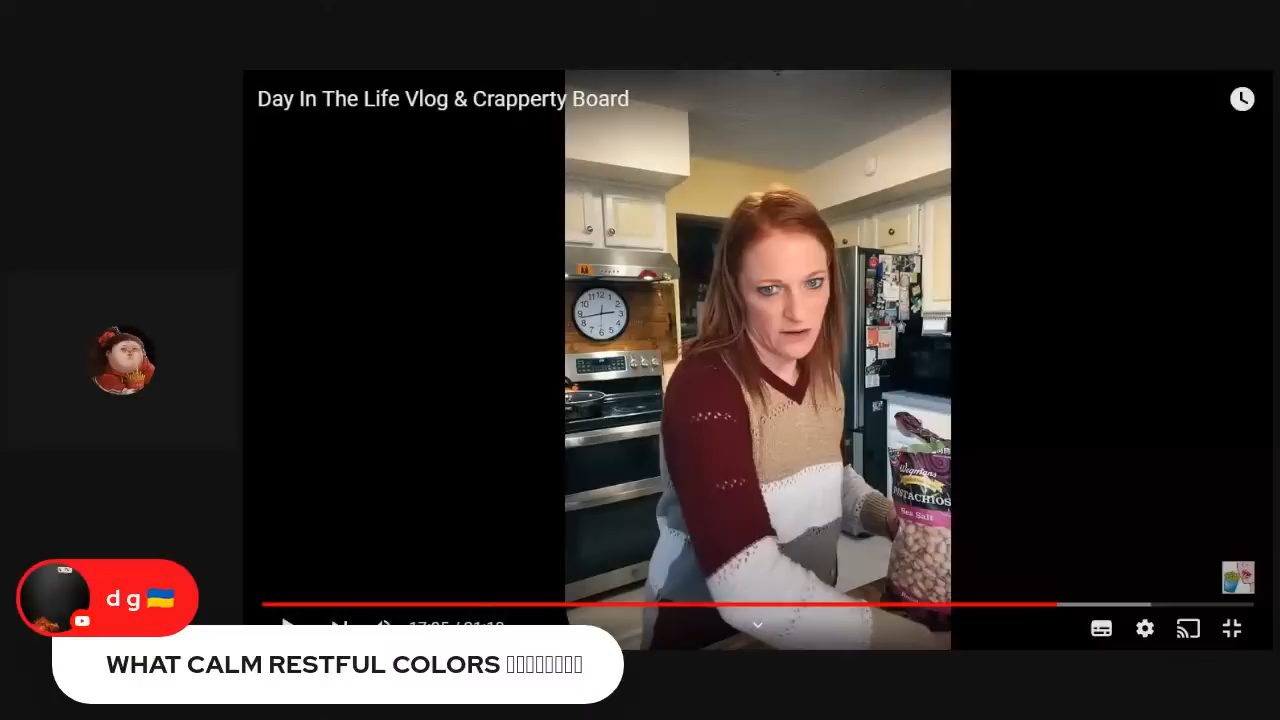 Day In The Life Vlog & Crapperty Board
Wegmans
PISTACHIOS
Sea Salt
d g
WHAT CALM RESTFUL COLORS